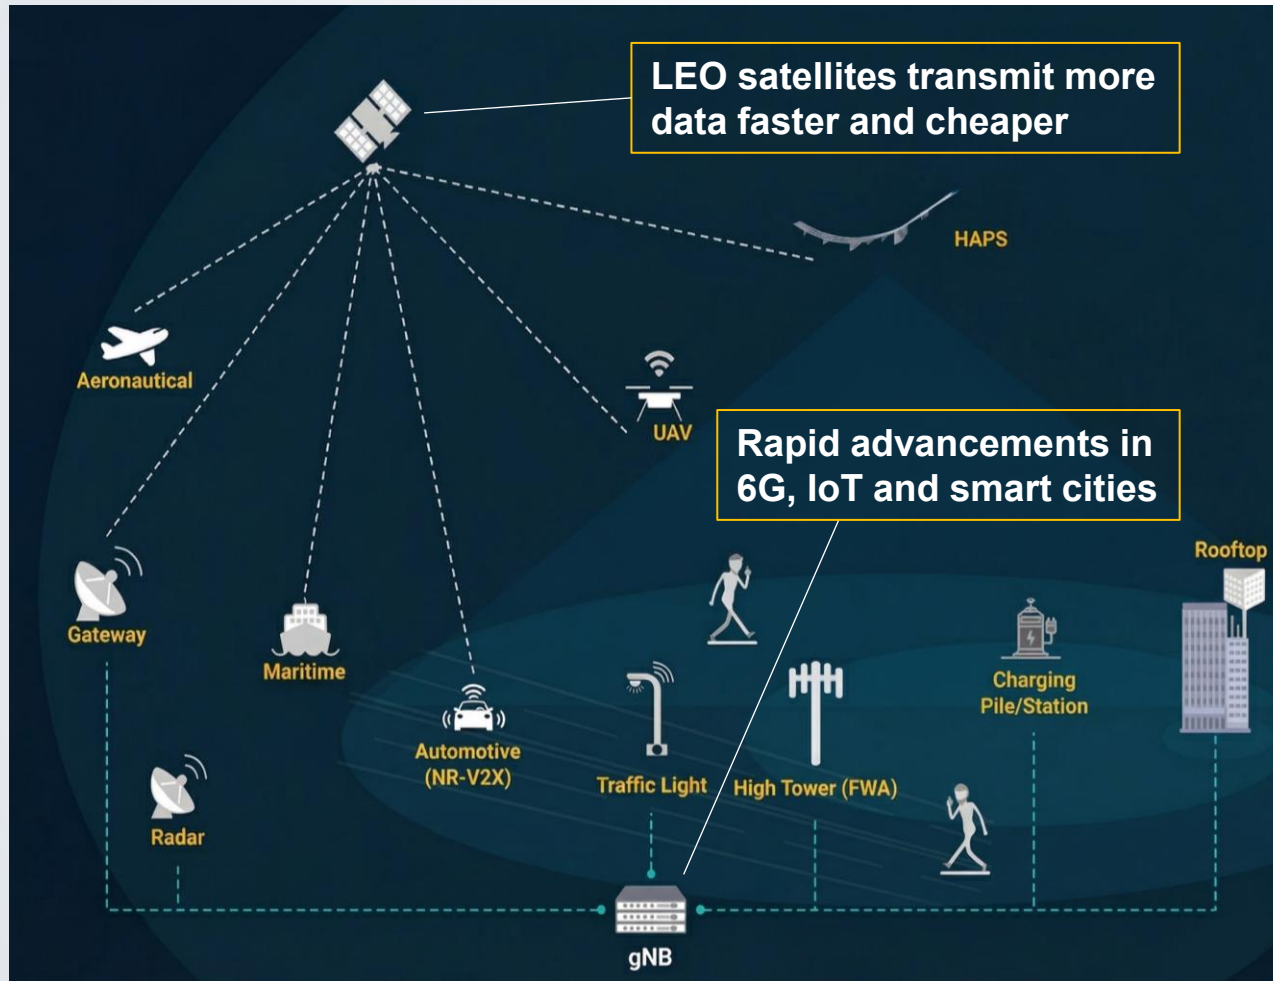 LEO satellites transmit more
data faster and cheaper
HAPS
Aeronautical
UAV
Rapid advancements in
6G, IoT and smart cities
Rooftop
Gateway
Maritime
Charging
Pile/Station
Automotive
(NR-V2X)
Traffic Light
High Tower (FWA)
Radar
gNB